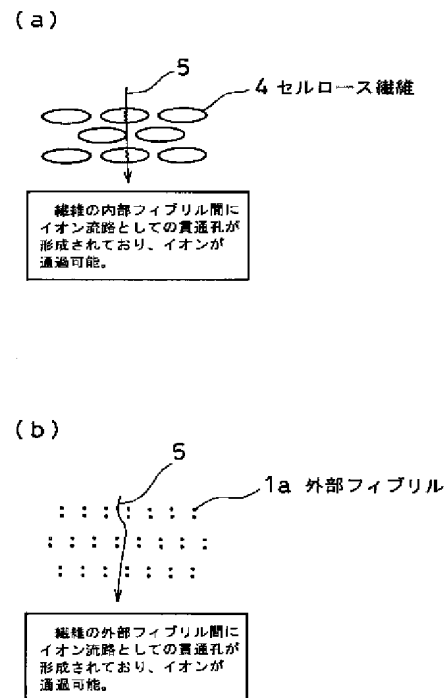 (a)
5
4 セルロース繊維
繊維の内部フィブリル間に
イオン流路としての貫通孔が
形成されており、イオンが
通過可能。
(b)
5
1a 外部フィブリル
繊維の外部フィブリル間に
イオン流路としての貫通孔が
形成されており、イオンが
通過可能。